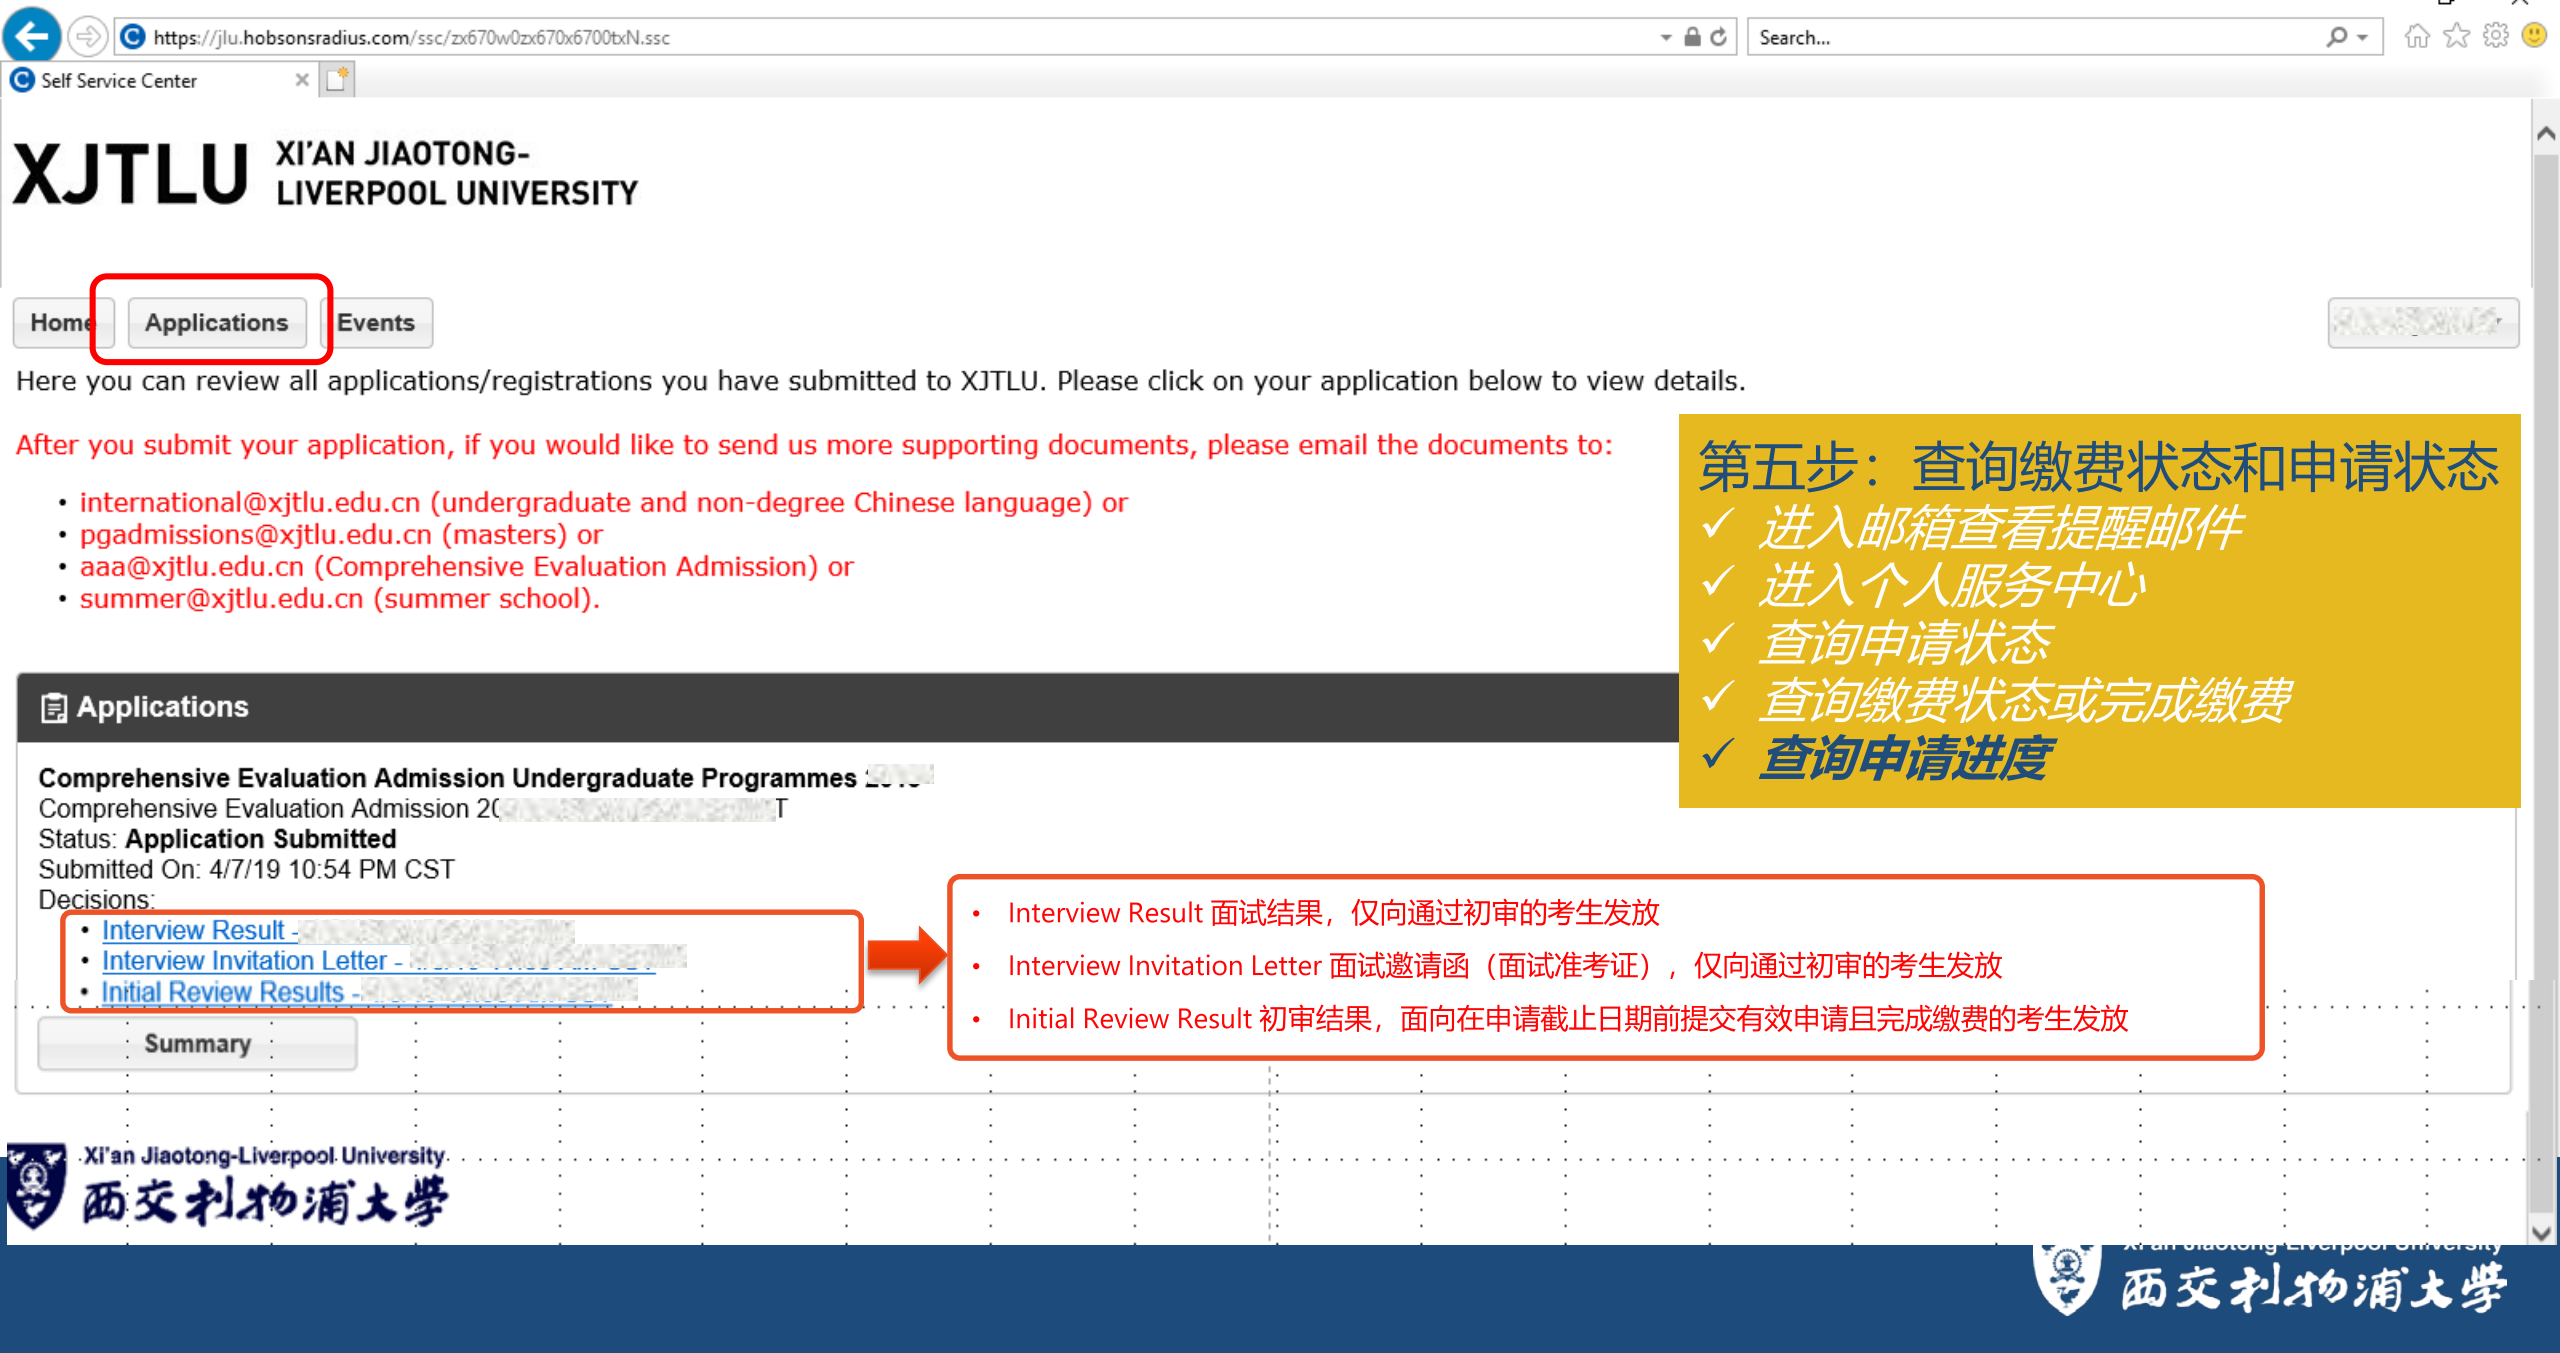 https://jlu.hobsonsradius.com/ssc/zx670w0zx670x6700txN.ssc
Search...
Self Service Center
XJTLU XI'AN JIAOTONG-
LIVERPOOL UNIVERSITY
Home Applications Events
Here you can review all applications/registrations you have submitted to XJTLU. Please click on your application below to view details.
After you submit your application, if you would like to send us more supporting documents, please email the documents to:
• international@xjtlu.edu.cn (undergraduate and non-degree Chinese language) or
• pgadmissions@xjtlu.edu.cn (masters) or
• aaa@xjtlu.edu.cn (Comprehensive Evaluation Admission) or
• summer@xjtlu.edu.cn (summer school).
第五步：查询缴费状态和申请状态
✓ 进入邮箱查看提醒邮件
✓ 进入个人服务中心
✓ 查询申请状态
✓ 查询缴费状态或完成缴费
✓ 查询申请进度
Applications
Comprehensive Evaluation Admission Undergraduate Programmes
Comprehensive Evaluation Admission
Status: Application Submitted
Submitted On: 4/7/19 10:54 PM CST
Decisions:
• Interview Result -
• Interview Invitation Letter -
• Initial Review Results -
• Interview Result 面试结果，仅向通过初审的考生发放
• Interview Invitation Letter 面试邀请函（面试准考证），仅向通过初审的考生发放
• Initial Review Result 初审结果，面向在申请截止日期前提交有效申请且完成缴费的考生发放
Summary
Xi'an Jiaotong-Liverpool University
西交利物浦大學
Xi'an Jiaotong-Liverpool University
西交利物浦大學